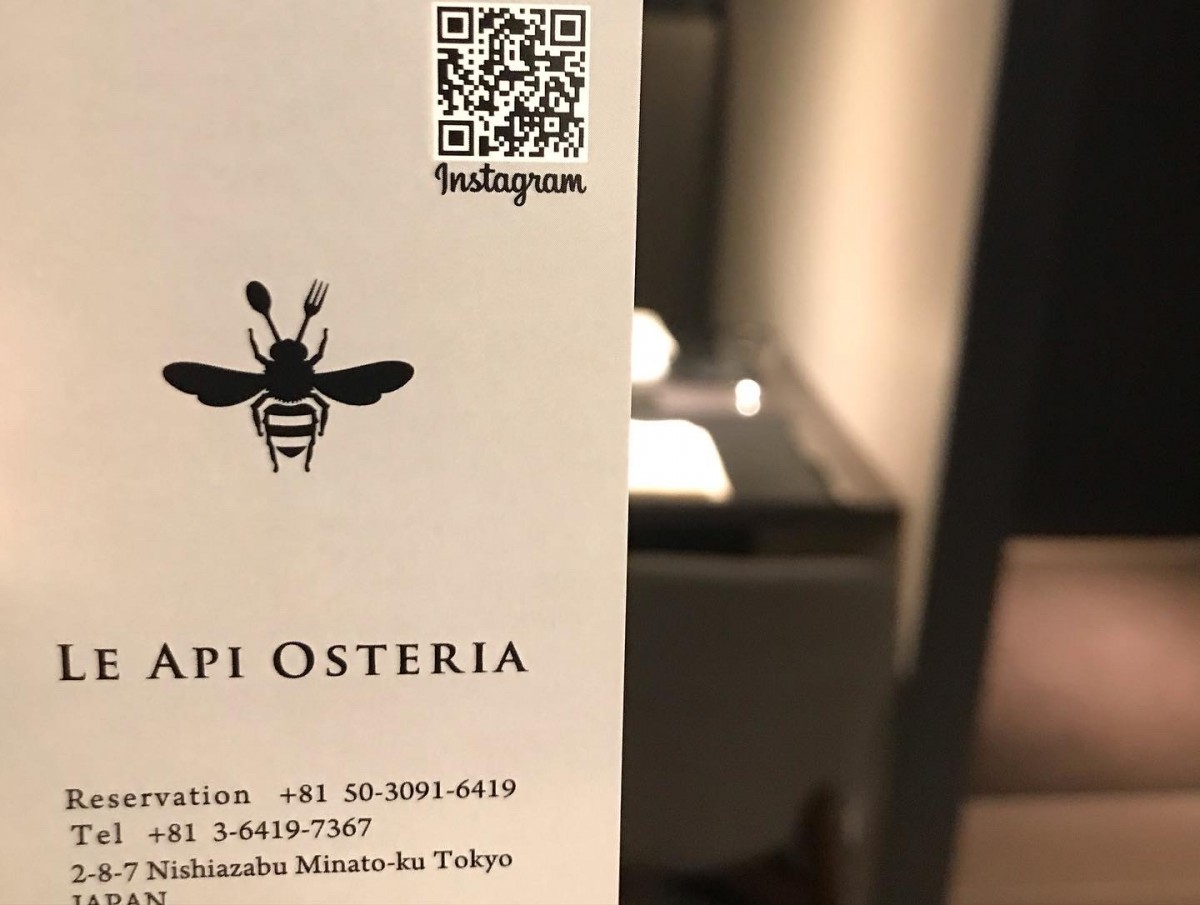 Instagram
LE API OSTERIA
Reservation +81 50-3091-6419
Tel +81 3-6419-7367
2-8-7 Nishiazabu Minato-ku Tokyo
JAPAN